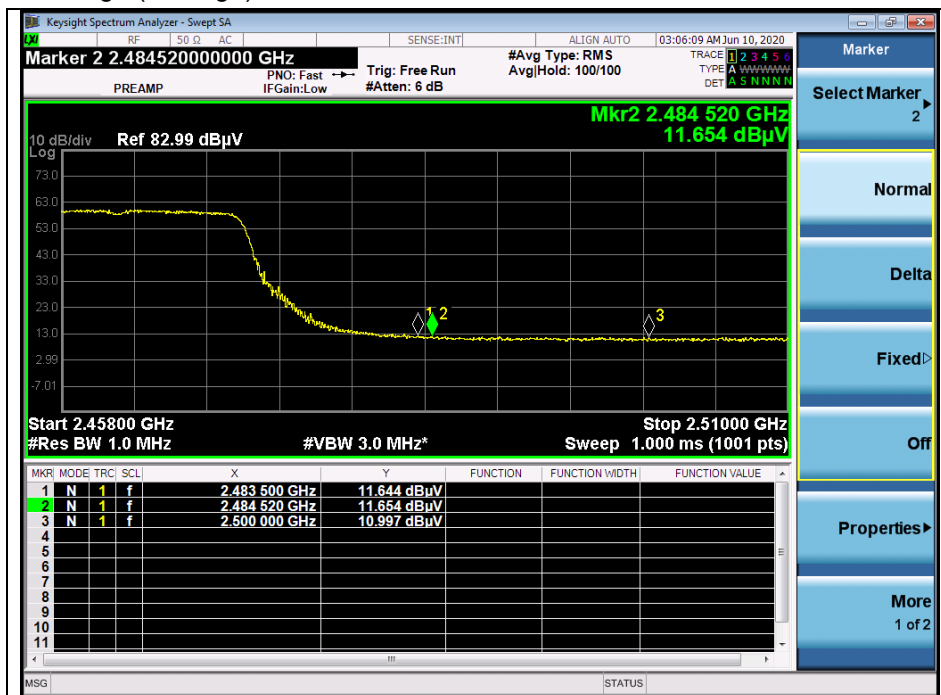 Keysight Spectrum Analyzer - Swept SA
LXI RF 50 Ω AC SENSE:INT ALIGN AUTO 03:06:09 AM Jun 10, 2020
Marker 2 2.484520000000 GHz #Avg Type: RMS TRACE 1 2 3 4 5 6
PNO: Fast Trig: Free Run Avg|Hold: 100/100 TYPE A WWWWW
PREAMP IFGain:Low #Atten: 6 dB DET A S N N N N
Mkr2 2.484 520 GHz
10 dB/div Ref 82.99 dBµV 11.654 dBµV
Log
73.0
63.0
53.0
43.0
33.0
23.0
1 2 3
13.0
2.99
-7.01
Start 2.45800 GHz Stop 2.51000 GHz
#Res BW 1.0 MHz #VBW 3.0 MHz* Sweep 1.000 ms (1001 pts)
MKR MODE TRC SCL X Y FUNCTION FUNCTION WIDTH FUNCTION VALUE
1 N 1 f 2.483 500 GHz 11.644 dBµV
2 N 1 f 2.484 520 GHz 11.654 dBµV
3 N 1 f 2.500 000 GHz 10.997 dBµV
4
5
6
7
8
9
10
11
MSG STATUS
Marker
Select Marker
2
Normal
Delta
Fixed
Off
Properties
More
1 of 2